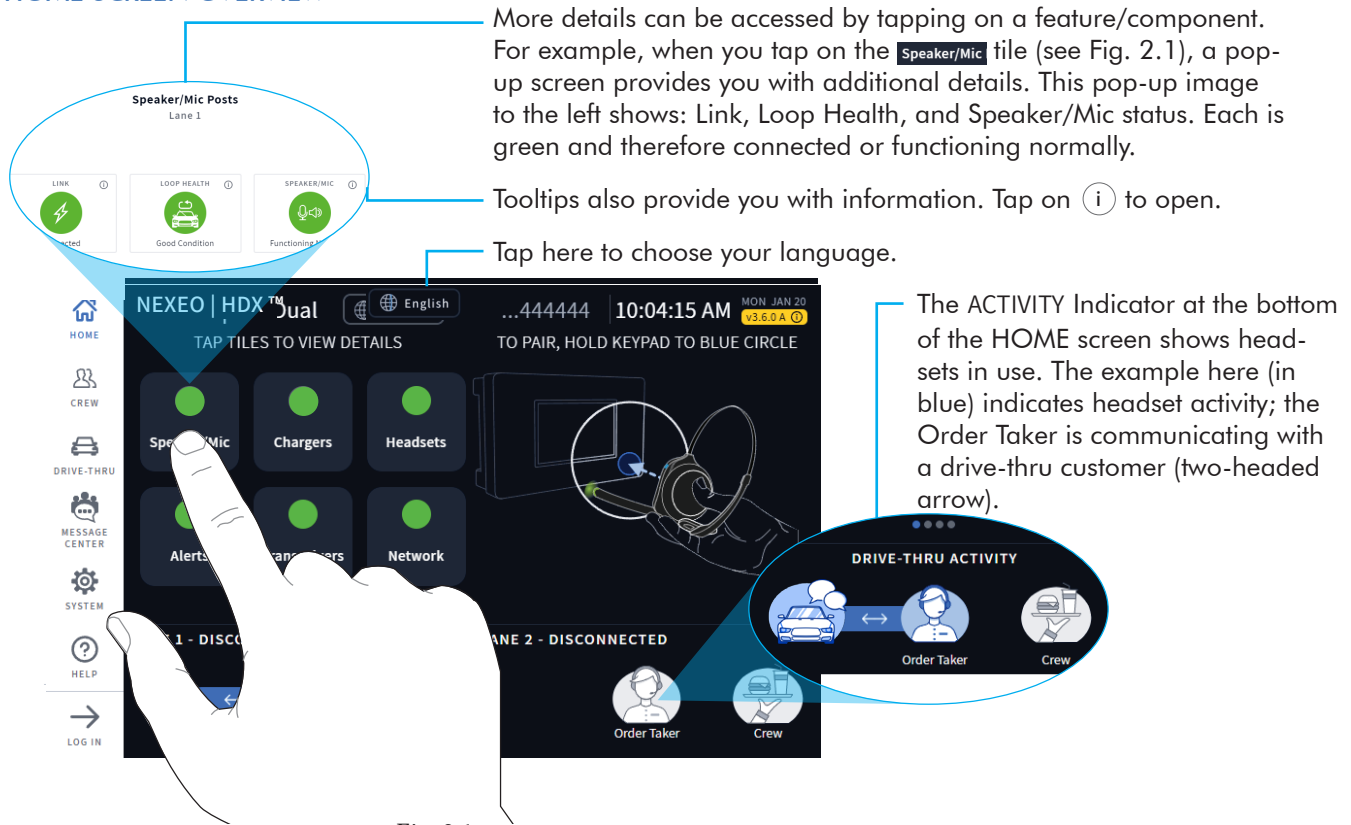 More details can be accessed by tapping on a feature/component.
For example, when you tap on the Speaker/Mic tile (see Fig. 2.1), a pop-
up screen provides you with additional details. This pop-up image
to the left shows: Link, Loop Health, and Speaker/Mic status. Each is
green and therefore connected or functioning normally.
Tooltips also provide you with information. Tap on i to open.
Tap here to choose your language.
Speaker/Mic Posts
Lane 1
LINK
LOOP HEALTH
SPEAKER/MIC
Good Condition
Functioning
HOME
CREW
DRIVE-THRU
MESSAGE
CENTER
SYSTEM
HELP
LOG IN
NEXEO | HDX™ Dual
English
...444444
10:04:15 AM
MON JAN 20
v3.6.0 A
TAP TILES TO VIEW DETAILS
TO PAIR, HOLD KEYPAD TO BLUE CIRCLE
Chargers
Headsets
Alerts
Network
1 - DISCO
ANE 2 - DISCONNECTED
Order Taker
Crew
The ACTIVITY Indicator at the bottom
of the HOME screen shows head-
sets in use. The example here (in
blue) indicates headset activity; the
Order Taker is communicating with
a drive-thru customer (two-headed
arrow).
DRIVE-THRU ACTIVITY
Order Taker
Crew